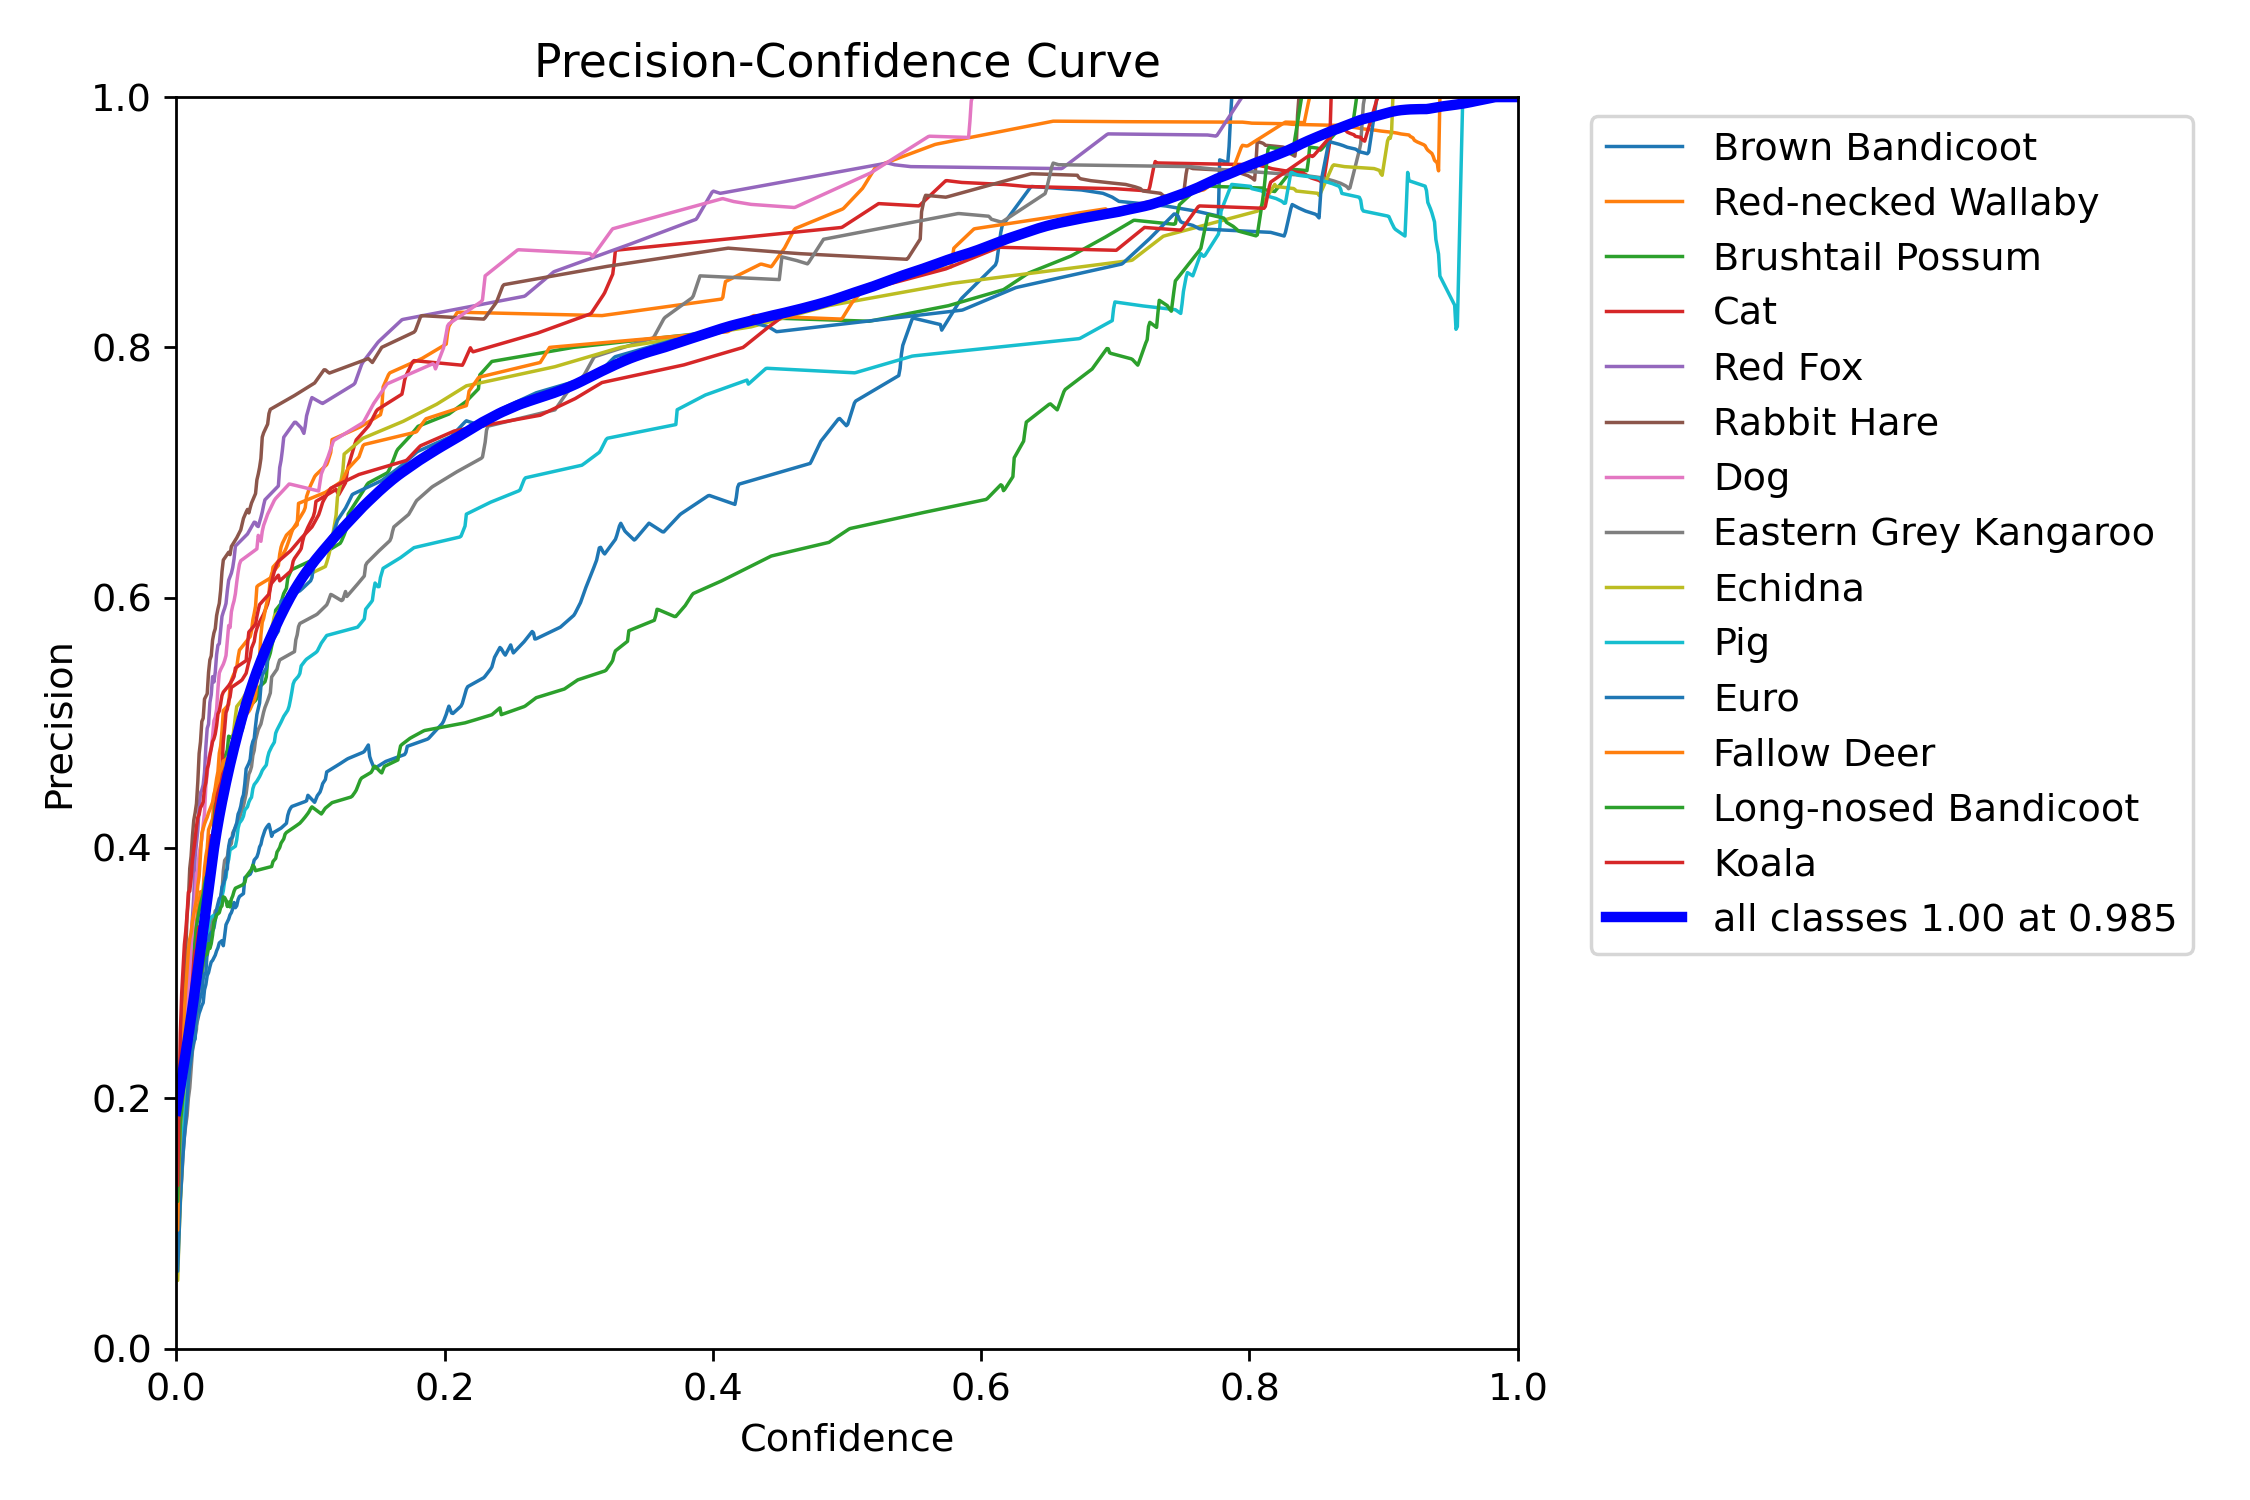 Precision-Confidence Curve
1.0
0.8
0.6
0.4
0.2
0.0
Precision
0.0 0.2 0.4 0.6 0.8 1.0
Confidence
Brown Bandicoot
Red-necked Wallaby
Brushtail Possum
Cat
Red Fox
Rabbit Hare
Dog
Eastern Grey Kangaroo
Echidna
Pig
Euro
Fallow Deer
Long-nosed Bandicoot
Koala
all classes 1.00 at 0.985